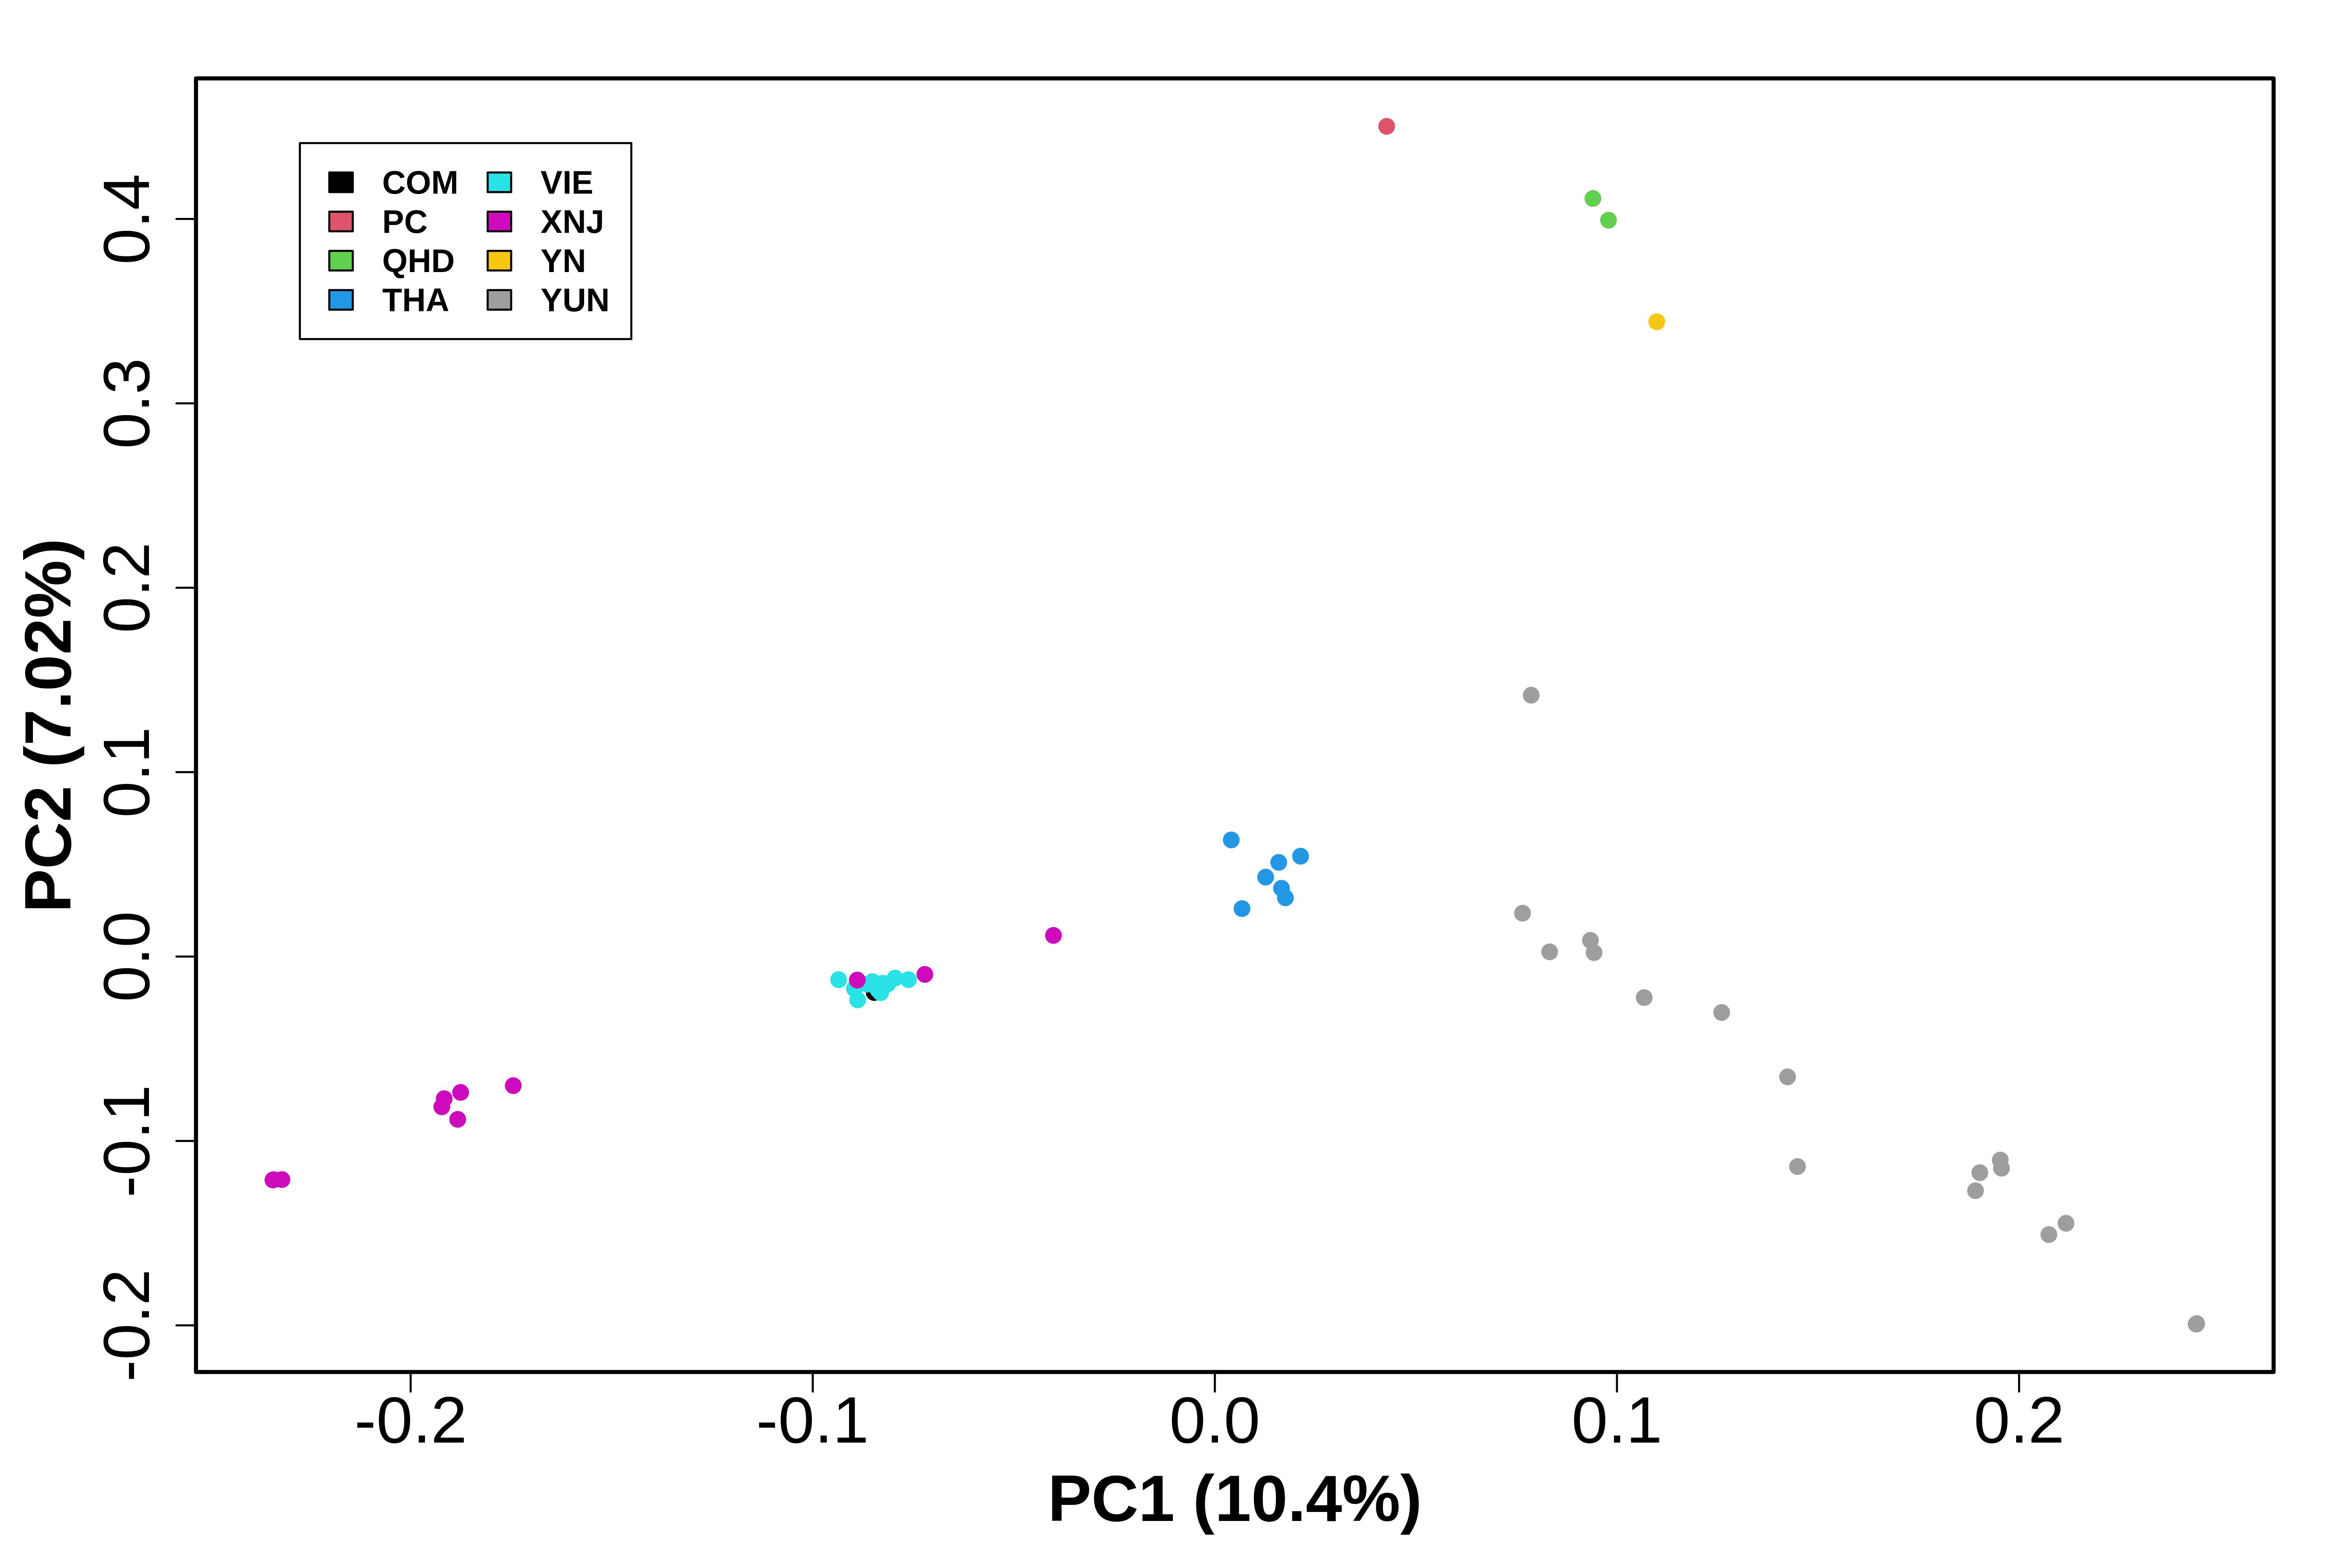 COM VIE
PC XNJ
QHD YN
THA YUN
PC2 (7.02%)
0.4
0.3
0.2
0.1
0.0
-0.1
-0.2
-0.2 -0.1 0.0 0.1 0.2
PC1 (10.4%)